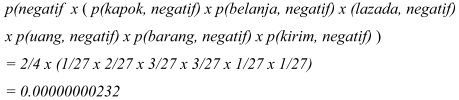 p(negatif x ( p(kapok, negatif) x p(belanja, negatif) x (lazada, negatif)
x p(uang, negatif) x p(barang, negatif) x p(kirim, negatif) )
= 2/4 x (1/27 x 2/27 x 3/27 x 3/27 x 1/27 x 1/27)
= 0.00000000232